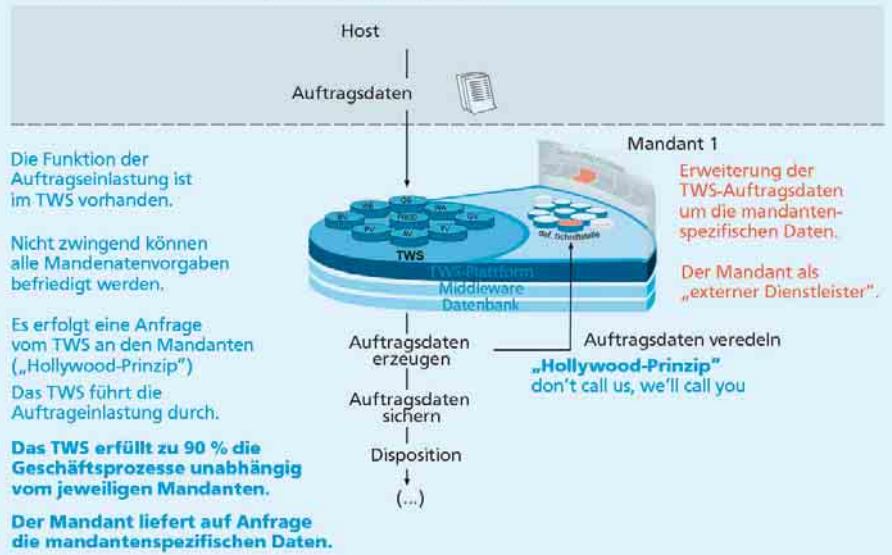 Host
Auftragsdaten
Die Funktion der
Auftragseinlastung ist
im TWS vorhanden.
Nicht zwingend können
alle Mandenatenvorgaben
befriedigt werden.
Es erfolgt eine Anfrage
vom TWS an den Mandanten
(„Hollywood-Prinzip”)
Das TWS führt die
Auftrageinlastung durch.
Das TWS erfüllt zu 90 % die
Geschäftsprozesse unabhängig
vom jeweiligen Mandanten.
Der Mandant liefert auf Anfrage
die mandantenspezifischen Daten.
TWS
TWS-Plattform
Middleware
Datenbank
def. Schnittstelle
Mandant 1
Erweiterung der
TWS-Auftragsdaten
um die mandanten-
spezifischen Daten.
Der Mandant als
„externer Dienstleister”.
Auftragsdaten
erzeugen
Auftragsdaten veredeln
„Hollywood-Prinzip”
don't call us, we'll call you
Auftragsdaten
sichern
Disposition
(...)